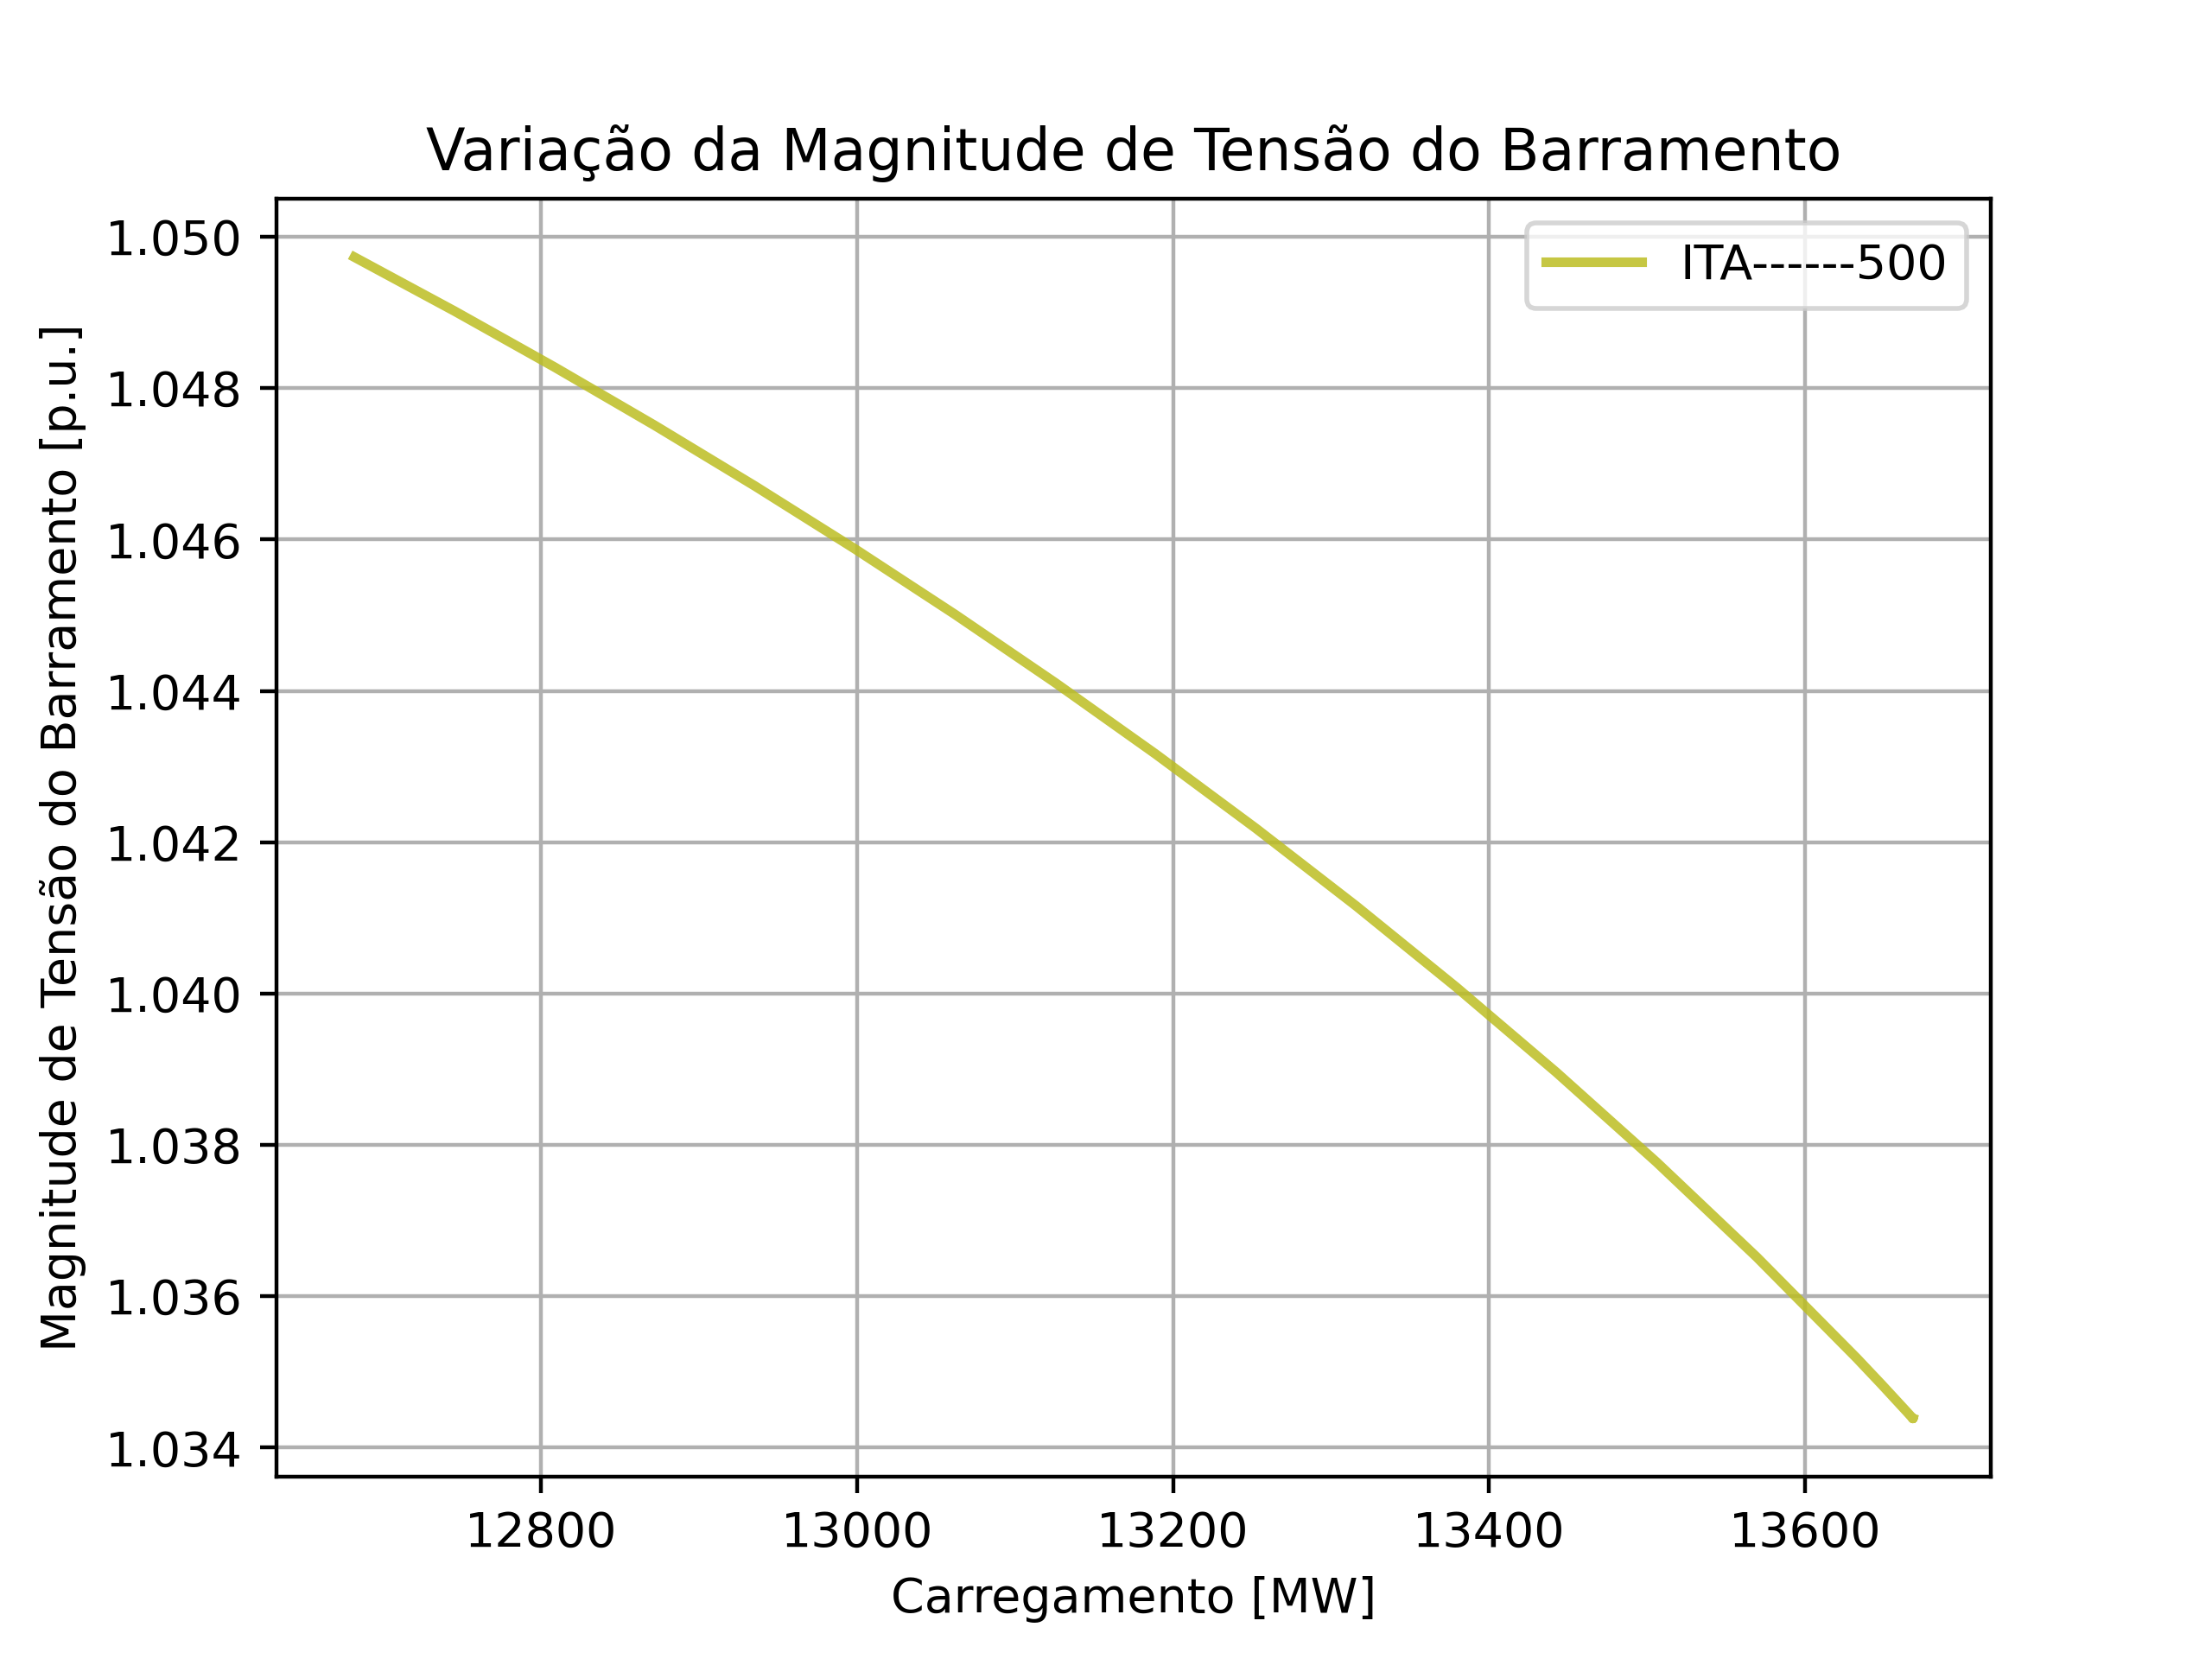 Variação da Magnitude de Tensão do Barramento
ITA------500
Magnitude de Tensão do Barramento [p.u.]
1.050
1.048
1.046
1.044
1.042
1.040
1.038
1.036
1.034
12800 13000 13200 13400 13600
Carregamento [MW]